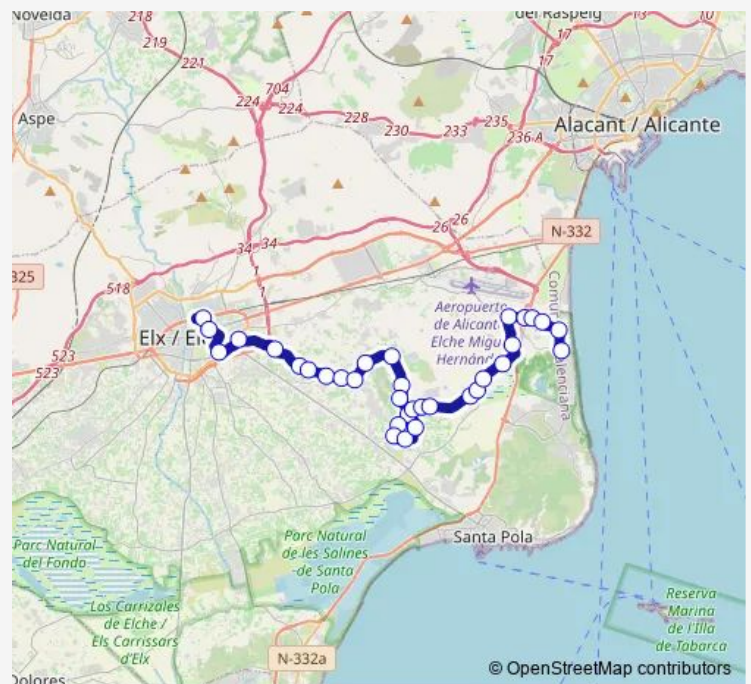 Novelda
218
219
221
224
704
224
228
230
233
235
236-A
17
17
13
10
del Raspeig
Aspe
Alacant / Alicante
26
26
34
34
N-332
1
1
325
518
523
523
Elx / El
Aeropuerto
de Alicant
Elche Migu
Hernánd
Comun
alenciana
Parc Natural
del Fondo
Parc Natural
de les Salines
de Santa
Pola
Santa Pola
Los Carrizales
de Elche /
Els Carrissars
d'Elx
Reserva
Marina
de l'Illa
de Tabarca
N-332a
Dolores
© OpenStreetMap contributors